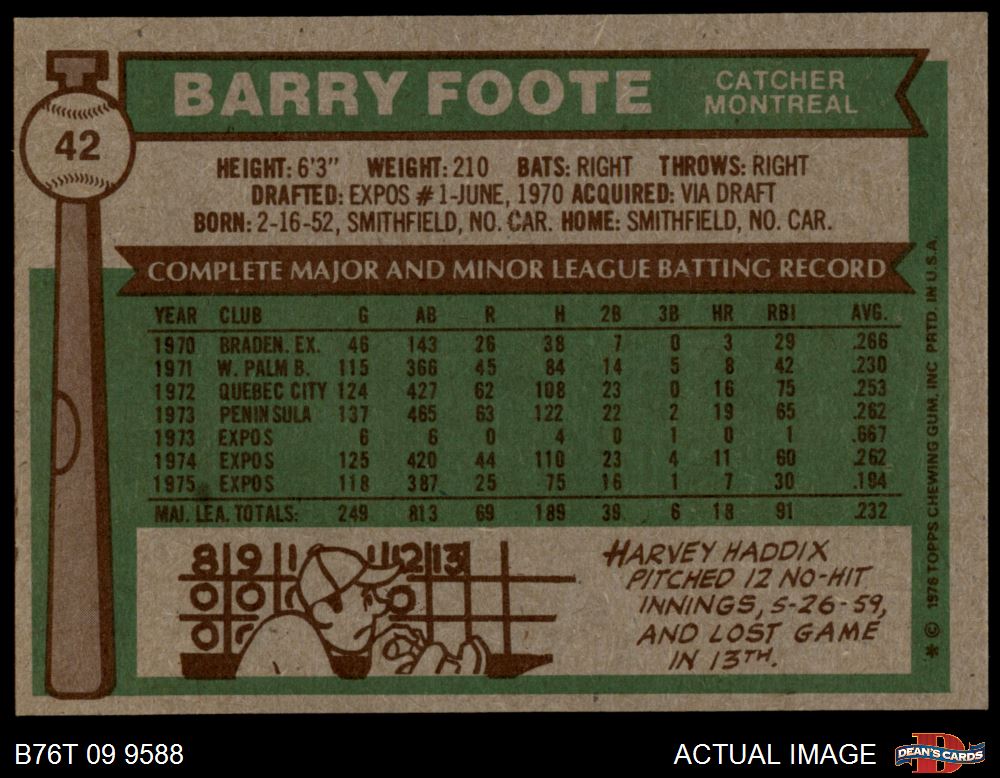 42
BARRY FOOTE
CATCHER
MONTREAL
HEIGHT: 6'3" WEIGHT: 210 BATS: RIGHT THROWS: RIGHT
DRAFTED: EXPOS #1-JUNE, 1970 ACQUIRED: VIA DRAFT
BORN: 2-16-52, SMITHFIELD, NO. CAR. HOME: SMITHFIELD, NO. CAR.
COMPLETE MAJOR AND MINOR LEAGUE BATTING RECORD
YEAR CLUB G AB R H 2B 3B HR RBI AVG.
1970 BRADEN. EX. 46 143 26 38 7 0 3 29 .266
1971 W. PALM B. 115 366 45 84 14 5 8 42 .230
1972 QUEBEC CITY 124 427 62 108 23 0 16 75 .253
1973 PENINSULA 137 465 63 122 22 2 19 65 .262
1973 EXPOS 6 6 0 4 0 1 0 1 .667
1974 EXPOS 125 420 44 110 23 4 11 60 .262
1975 EXPOS 118 387 25 75 16 1 7 30 .194
MAJ. LEA. TOTALS: 249 813 69 189 39 6 18 91 .232
8 9 1 11 12 13
0 0 0
0
HARVEY HADDIX
PITCHED 12 NO-HIT
INNINGS, 5-26-59,
AND LOST GAME
IN 13TH.
* © 1976 TOPPS CHEWING GUM, INC. PRTD. IN U.S.A.
B76T 09 9588
ACTUAL IMAGE
DEAN'S CARDS